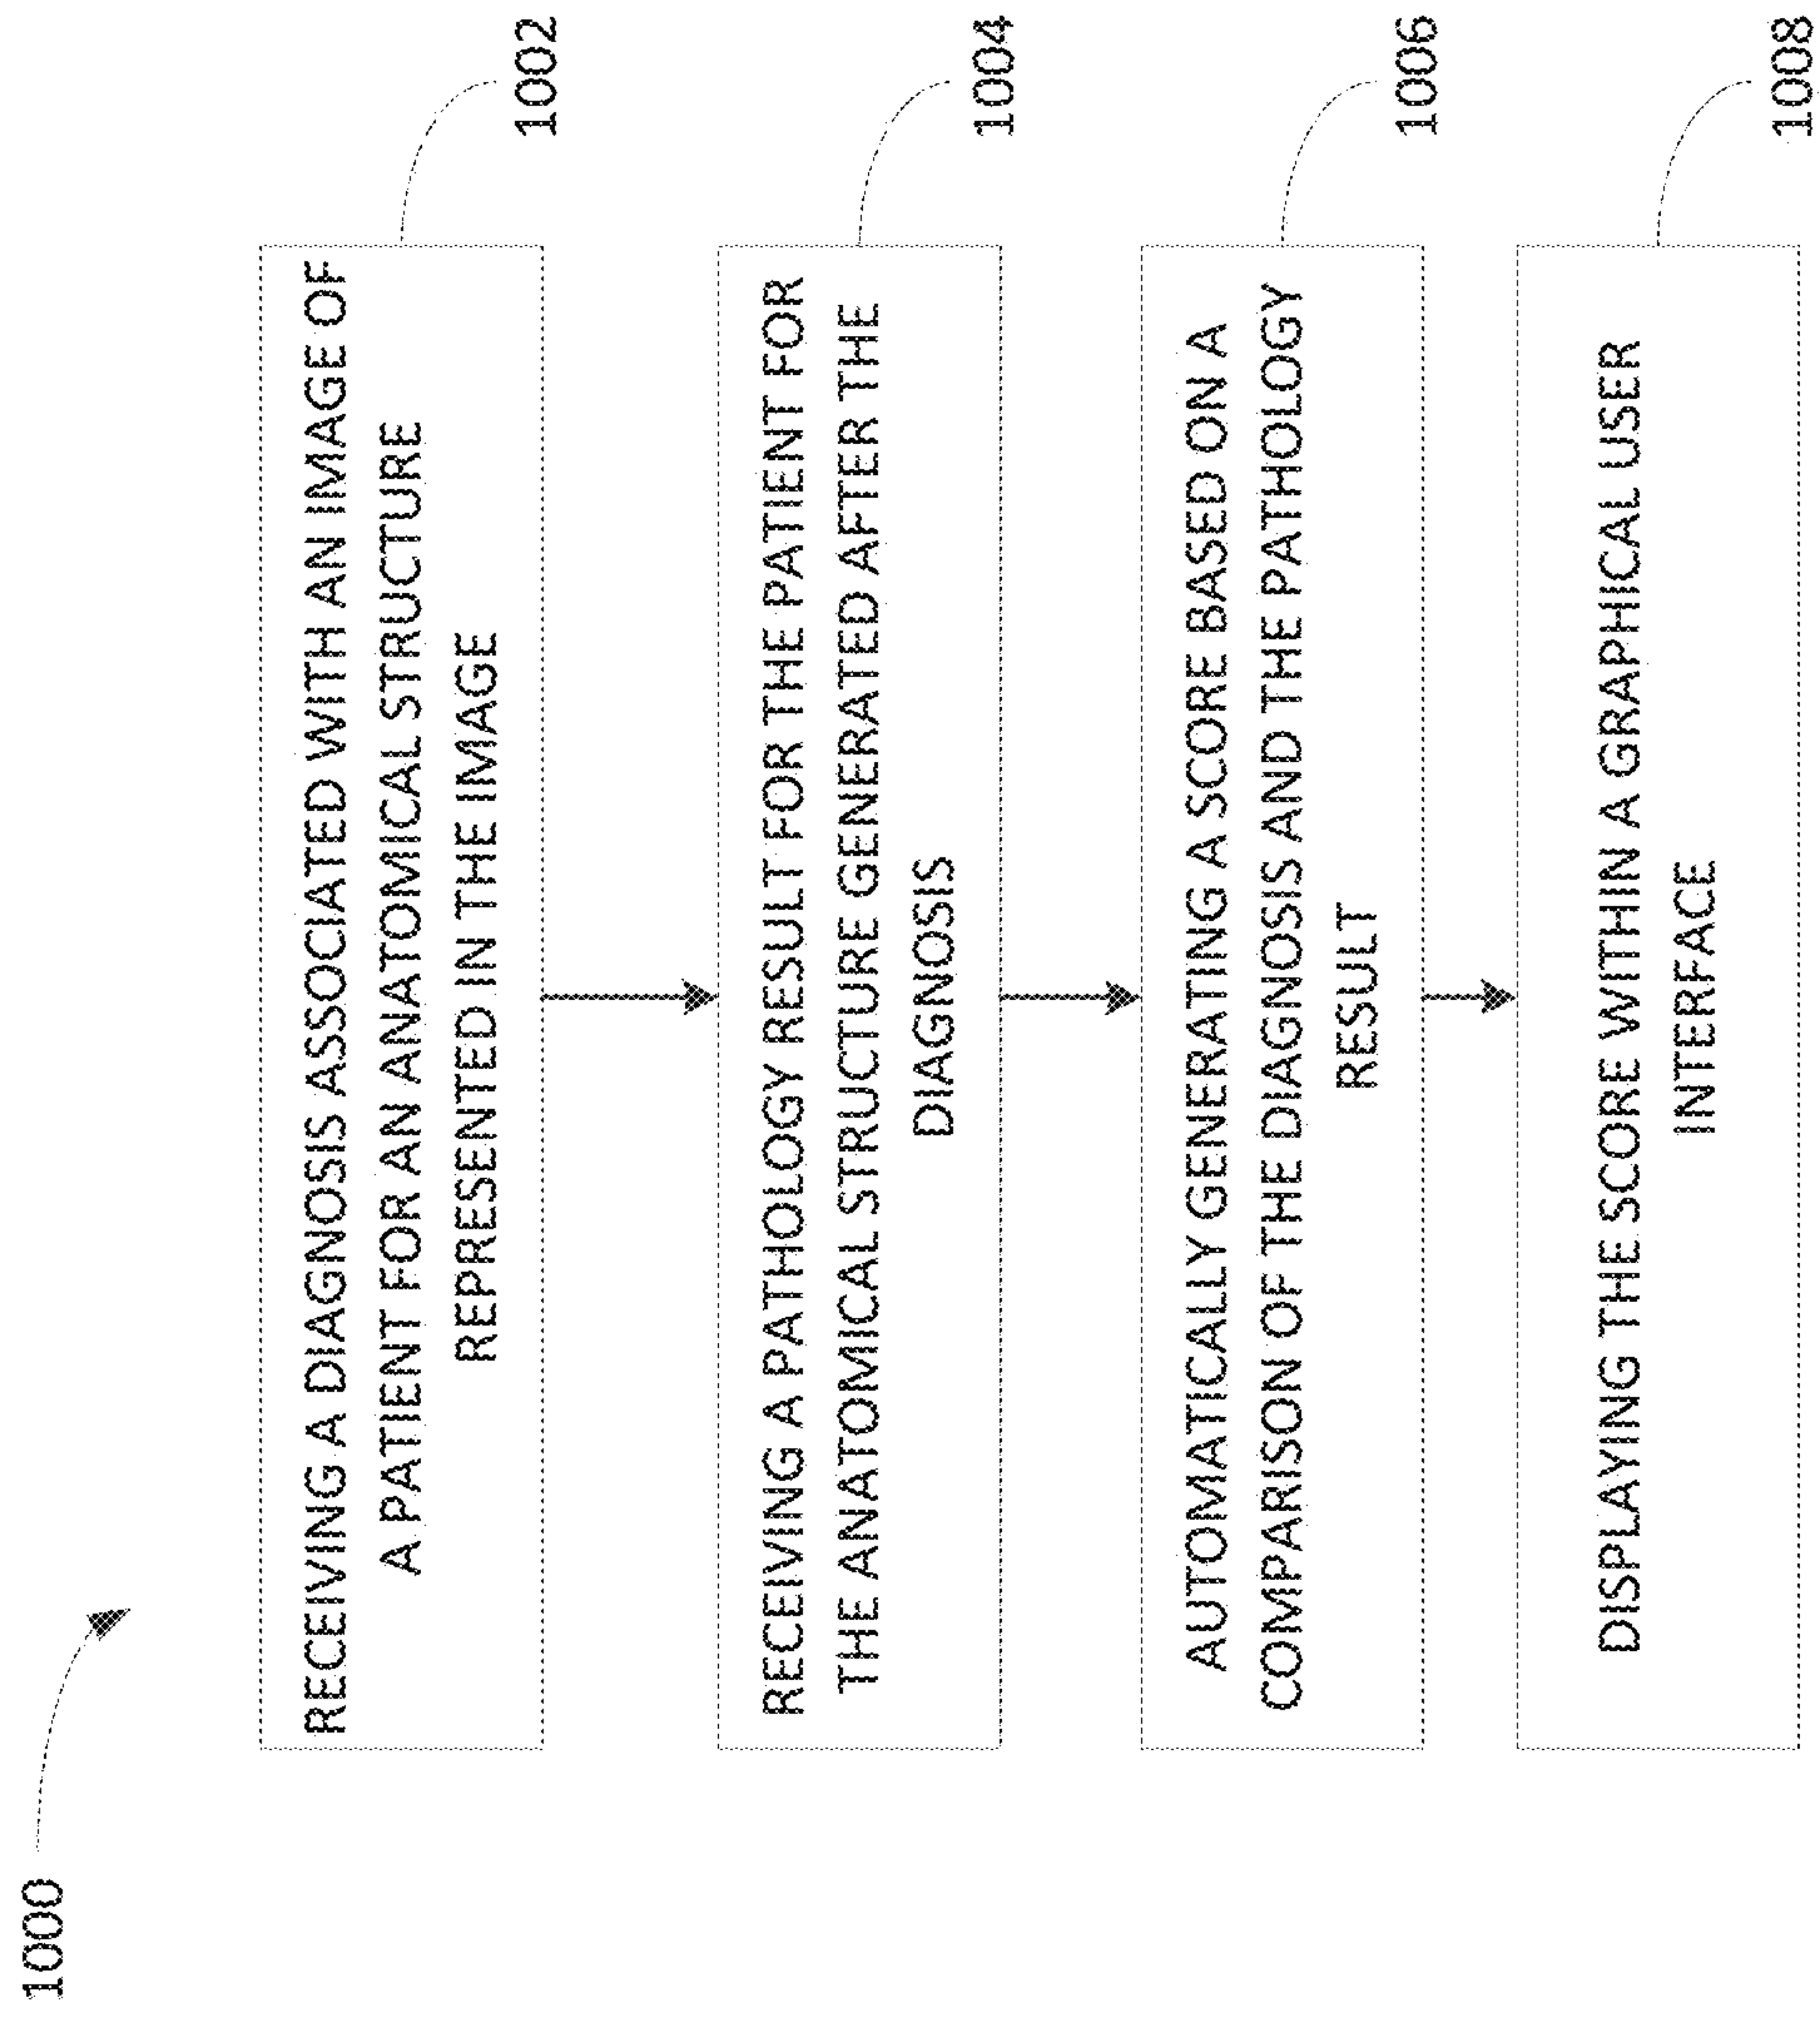 1000
RECEIVING A DIAGNOSIS ASSOCIATED WITH AN IMAGE OF
A PATIENT FOR AN ANATOMICAL STRUCTURE
REPRESENTED IN THE IMAGE
1002
RECEIVING A PATHOLOGY RESULT FOR THE PATIENT FOR
THE ANATOMICAL STRUCTURE GENERATED AFTER THE
DIAGNOSIS
1004
AUTOMATICALLY GENERATING A SCORE BASED ON A
COMPARISON OF THE DIAGNOSIS AND THE PATHOLOGY
RESULT
1006
DISPLAYING THE SCORE WITHIN A GRAPHICAL USER
INTERFACE
1008